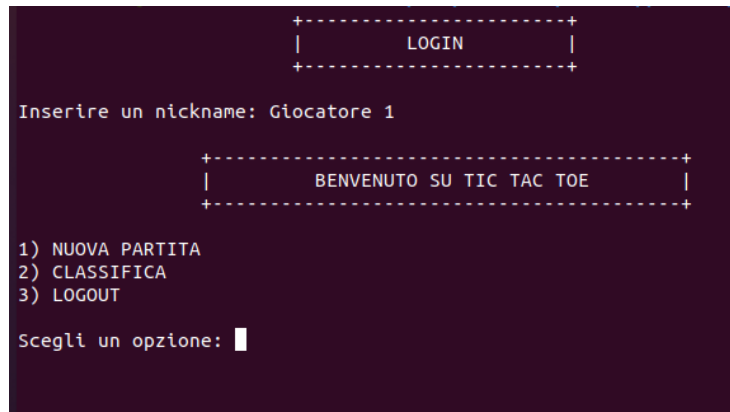 LOGIN
Inserire un nickname: Giocatore 1
BENVENUTO SU TIC TAC TOE
1) NUOVA PARTITA
2) CLASSIFICA
3) LOGOUT
Scegli un opzione: